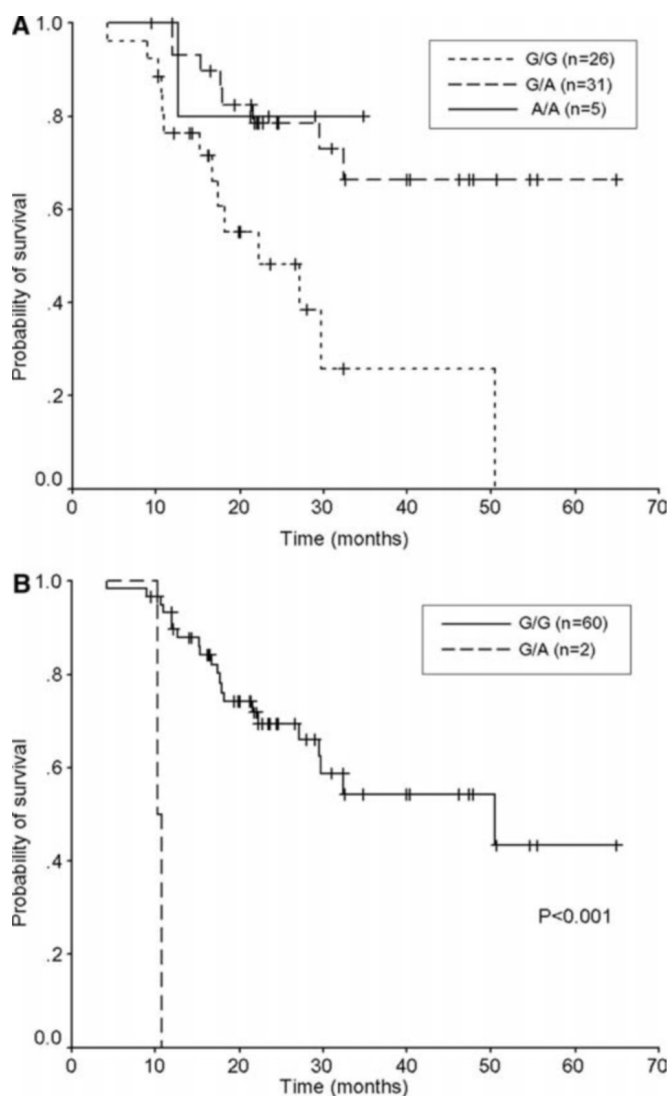 A
1.0
.8
.6
.4
.2
0.0
Probability of survival
G/G (n=26)
G/A (n=31)
A/A (n=5)
0 10 20 30 40 50 60 70
Time (months)
B
1.0
.8
.6
.4
.2
0.0
Probability of survival
G/G (n=60)
G/A (n=2)
P<0.001
0 10 20 30 40 50 60 70
Time (months)